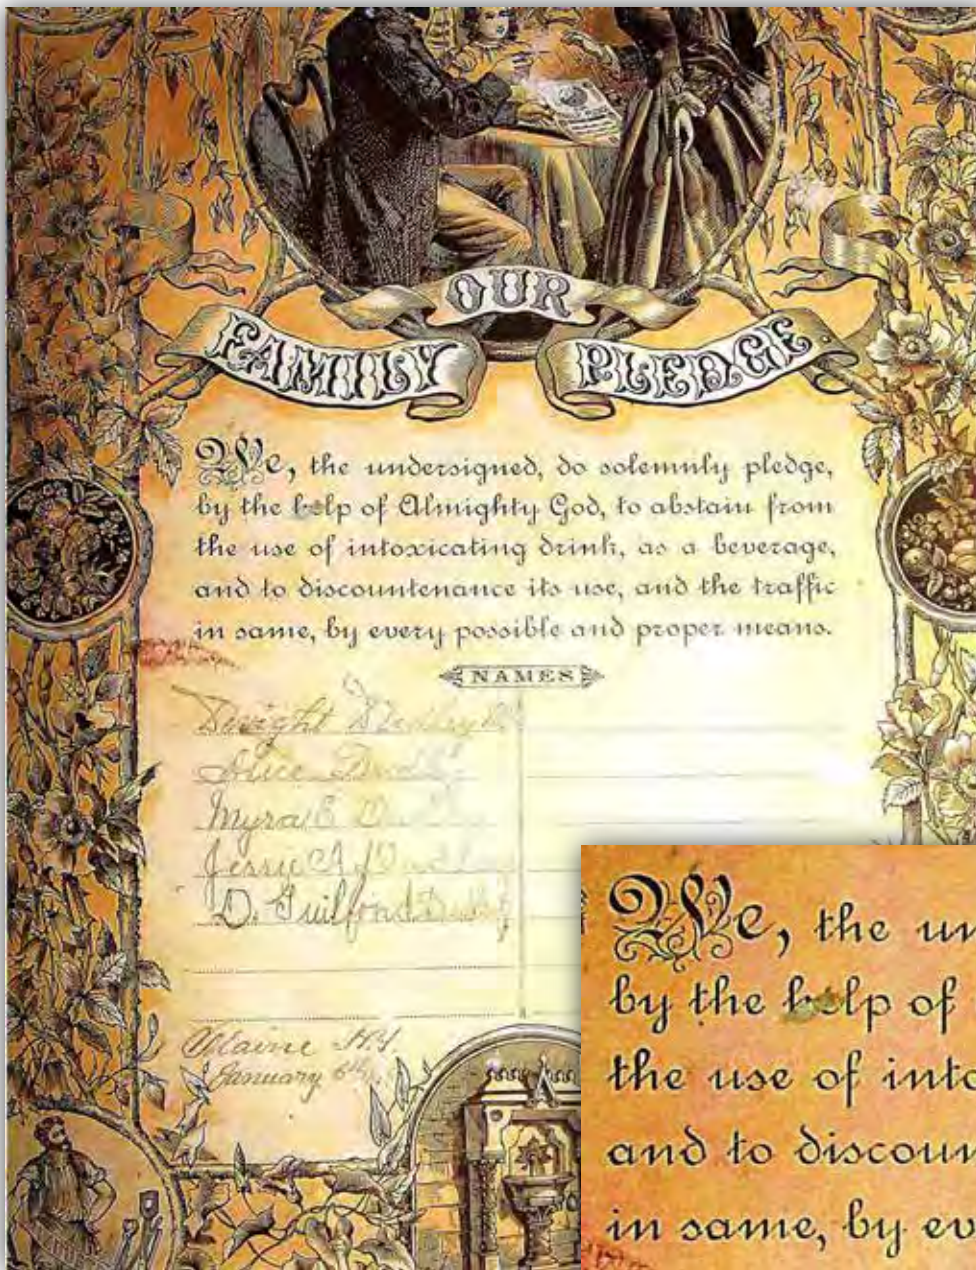 OUR
FAMILY PLEDGE
We, the undersigned, do solemnly pledge,
by the help of Almighty God, to abstain from
the use of intoxicating drink, as a beverage,
and to discountenance its use, and the traffic
in same, by every possible and proper means.
NAMES
Dwight
Alice
Myra E
Jessie A
D. Guilford
January 6th
We, the un
by the help of
the use of into
and to discoun
in same, by ev